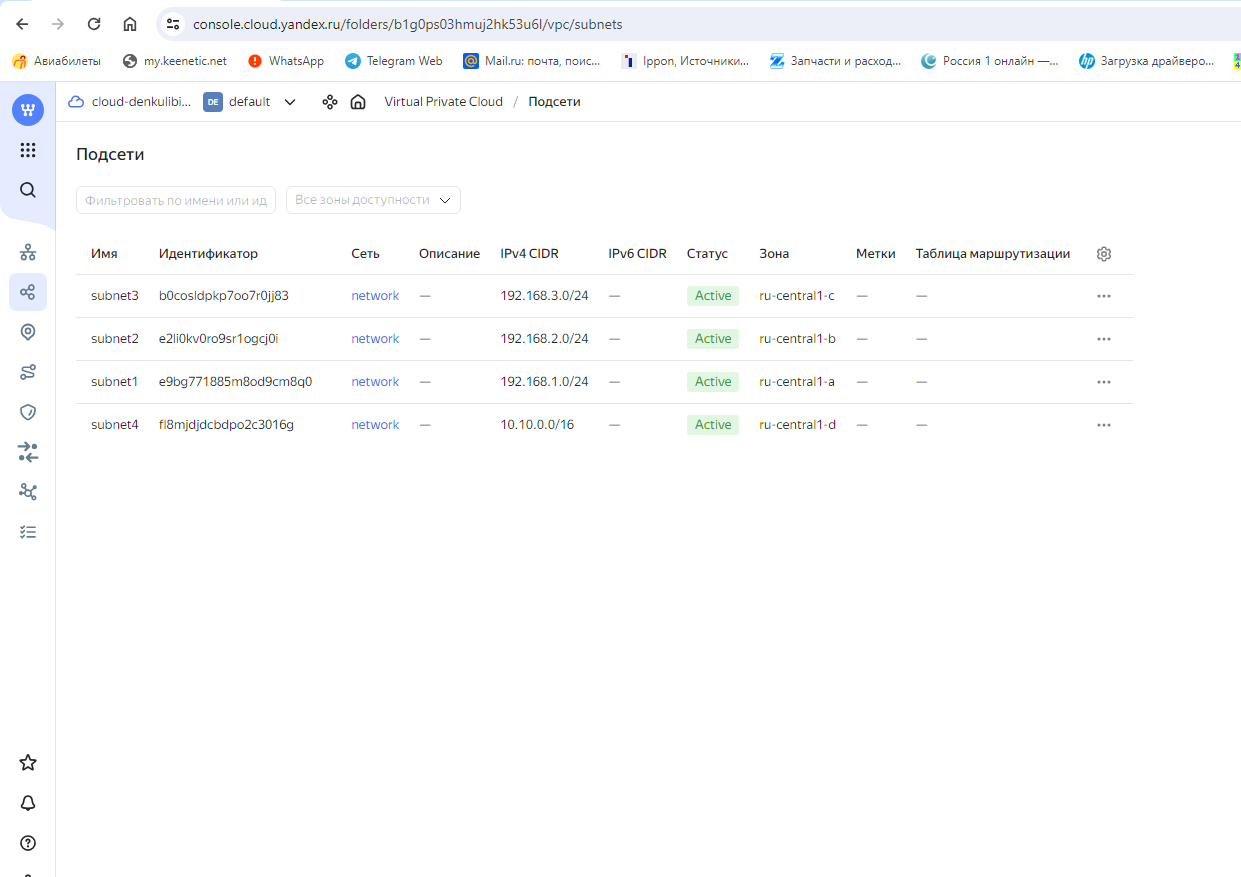 console.cloud.yandex.ru/folders/b1g0ps03hmuj2hk53u6l/vpc/subnets
Авиабилеты my.keenetic.net WhatsApp Telegram Web Mail.ru: почта, поис... Ippon, Источники... Запчасти и расход... Россия 1 онлайн —... Загрузка драйверо...
cloud-denkulibi... DE default Virtual Private Cloud / Подсети
Подсети
Фильтровать по имени или ид Все зоны доступности
Имя Идентификатор Сеть Описание IPv4 CIDR IPv6 CIDR Статус Зона Метки Таблица маршрутизации
subnet3 b0cosldpkp7oo7r0jj83 network — 192.168.3.0/24 — Active ru-central1-c — —
subnet2 e2li0kv0ro9sr1ogcj0i network — 192.168.2.0/24 — Active ru-central1-b — —
subnet1 e9bg771885m8od9cm8q0 network — 192.168.1.0/24 — Active ru-central1-a — —
subnet4 fl8mjdjdcbdpo2c3016g network — 10.10.0.0/16 — Active ru-central1-d — —